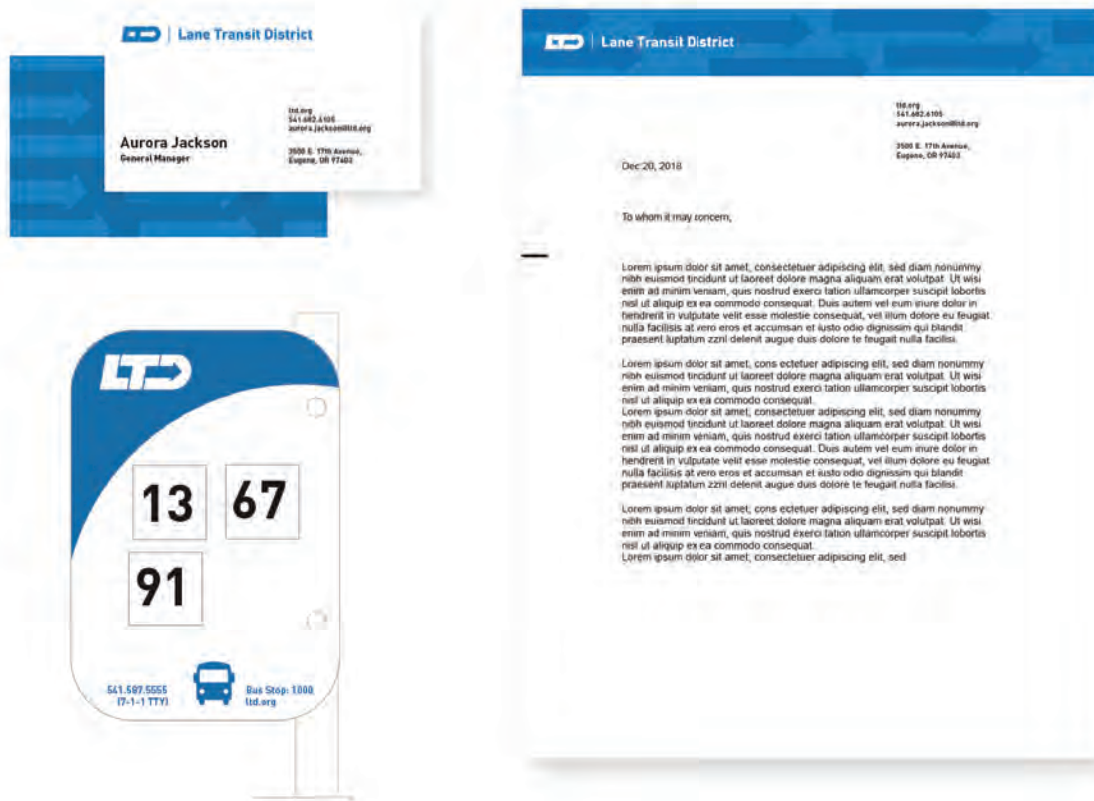 LTD | Lane Transit District
ltd.org
541.682.6105
aurora.jackson@ltd.org
Aurora Jackson
General Manager
3500 E. 17th Avenue,
Eugene, OR 97403
LTD
13 67
91
541.587.5555
(7-1-1 TTY)
Bus Stop: 1000
ltd.org
LTD | Lane Transit District
ltd.org
541.682.6105
aurora.jackson@ltd.org
3500 E. 17th Avenue,
Eugene, OR 97403
Dec 20, 2018
To whom it may concern,
Lorem ipsum dolor sit amet, consectetuer adipiscing elit, sed diam nonummy
nibh euismod tincidunt ut laoreet dolore magna aliquam erat volutpat. Ut wisi
enim ad minim veniam, quis nostrud exerci tation ullamcorper suscipit lobortis
nisl ut aliquip ex ea commodo consequat. Duis autem vel eum iriure dolor in
hendrerit in vulputate velit esse molestie consequat, vel illum dolore eu feugiat
nulla facilisis at vero eros et accumsan et iusto odio dignissim qui blandit
praesent luptatum zzril delenit augue duis dolore te feugait nulla facilisi.
Lorem ipsum dolor sit amet, cons ectetuer adipiscing elit, sed diam nonummy
nibh euismod tincidunt ut laoreet dolore magna aliquam erat volutpat. Ut wisi
enim ad minim veniam, quis nostrud exerci tation ullamcorper suscipit lobortis
nisl ut aliquip ex ea commodo consequat.
Lorem ipsum dolor sit amet, consectetuer adipiscing elit, sed diam nonummy
nibh euismod tincidunt ut laoreet dolore magna aliquam erat volutpat. Ut wisi
enim ad minim veniam, quis nostrud exerci tation ullamcorper suscipit lobortis
nisl ut aliquip ex ea commodo consequat. Duis autem vel eum iriure dolor in
hendrerit in vulputate velit esse molestie consequat, vel illum dolore eu feugiat
nulla facilisis at vero eros et accumsan et iusto odio dignissim qui blandit
praesent luptatum zzril delenit augue duis dolore te feugait nulla facilisi.
Lorem ipsum dolor sit amet, cons ectetuer adipiscing elit, sed diam nonummy
nibh euismod tincidunt ut laoreet dolore magna aliquam erat volutpat. Ut wisi
enim ad minim veniam, quis nostrud exerci tation ullamcorper suscipit lobortis
nisl ut aliquip ex ea commodo consequat.
Lorem ipsum dolor sit amet, consectetuer adipiscing elit, sed